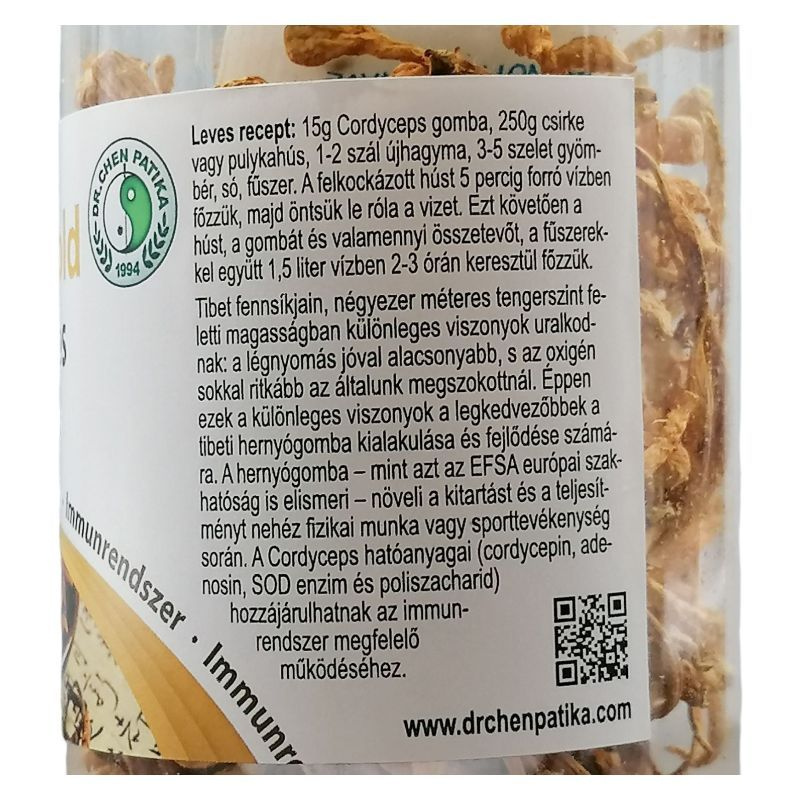 DR. CHEN PATIKA
1994
Leves recept: 15g Cordyceps gomba, 250g csirke
vagy pulykahús, 1-2 szál újhagyma, 3-5 szelet gyöm-
bér, só, fűszer. A felkockázott húst 5 percig forró vízben
főzzük, majd öntsük le róla a vizet. Ezt követően a
húst, a gombát és valamennyi összetevőt, a fűszerek-
kel együtt 1,5 liter vízben 2-3 órán keresztül főzzük.
Tibet fennsíkjain, négyezer méteres tengerszint fe-
letti magasságban különleges viszonyok uralkod-
nak: a légnyomás jóval alacsonyabb, s az oxigén
sokkal ritkább az általunk megszokottnál. Éppen
ezek a különleges viszonyok a legkedvezőbbek a
tibeti hernyógomba kialakulása és fejlődése számá-
ra. A hernyógomba – mint azt az EFSA európai szak-
hatóság is elismeri – növeli a kitartást és a teljesít-
ményt nehéz fizikai munka vagy sporttevékenység
során. A Cordyceps hatóanyagai (cordycepin, ade-
nosin, SOD enzim és poliszacharid)
hozzájárulhatnak az immun-
rendszer megfelelő
működéséhez.
www.drchenpatika.com
Immunrendszer · Immunre